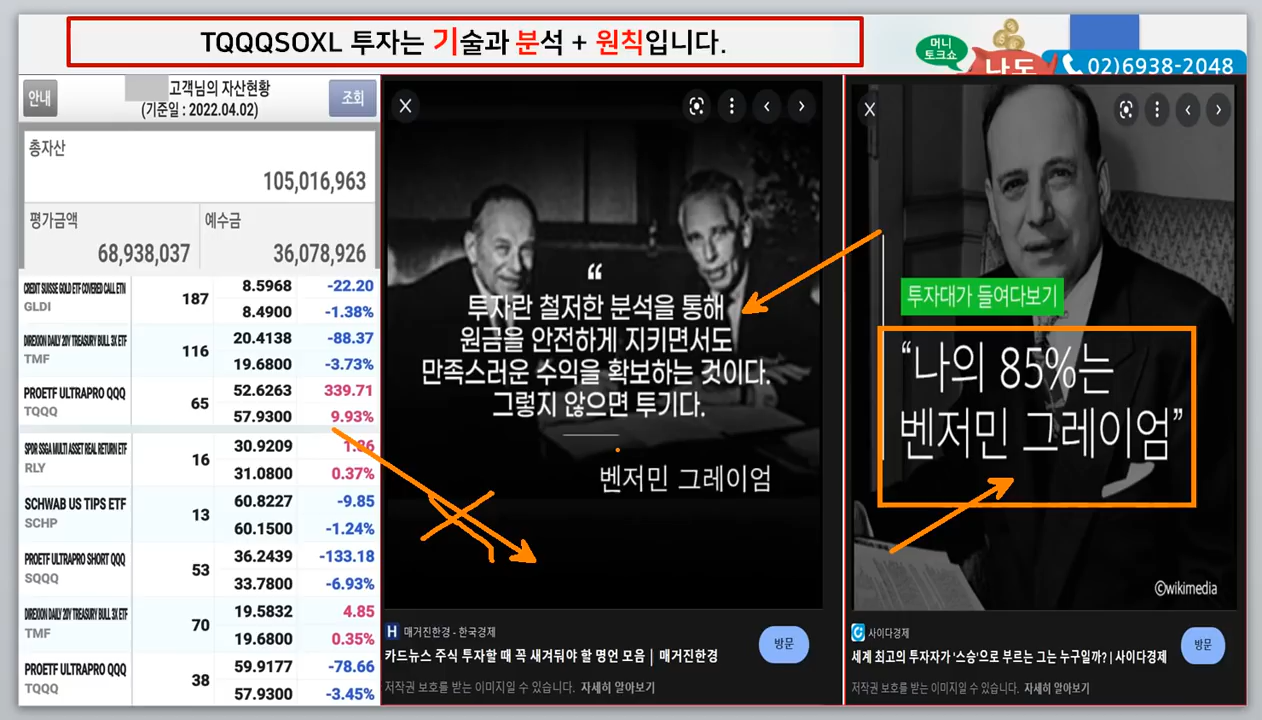 TQQQSOXL 투자는 기술과 분석 + 원칙입니다.
머니
토크쇼
나도
02)6938-2048
안내
고객님의 자산현황
(기준일 : 2022.04.02)
조회
총자산
105,016,963
평가금액
예수금
68,938,037
36,078,926
CREDIT SUISSE GOLD ETF COVERED CALL ETN
GLDI
187
8.5968
-22.20
8.4900
-1.38%
DIREXION DAILY 20Y TREASURY BULL 3X ETF
TMF
116
20.4138
-88.37
19.6800
-3.73%
PROETF ULTRAPRO QQQ
TQQQ
65
52.6263
339.71
57.9300
9.93%
SPDR SSGA MULTI ASSET REAL RETURN ETF
RLY
16
30.9209
1.86
31.0800
0.37%
SCHWAB US TIPS ETF
SCHP
13
60.8227
-9.85
60.1500
-1.24%
PROETF ULTRAPRO SHORT QQQ
SQQQ
53
36.2439
-133.18
33.7800
-6.93%
DIREXION DAILY 20Y TREASURY BULL 3X ETF
TMF
70
19.5832
4.85
19.6800
0.35%
PROETF ULTRAPRO QQQ
TQQQ
38
59.9177
-78.66
57.9300
-3.45%
“
투자란 철저한 분석을 통해
원금을 안전하게 지키면서도
만족스러운 수익을 확보하는 것이다.
그렇지 않으면 투기다.
벤저민 그레이엄
H 매거진한경 - 한국경제
카드뉴스 주식 투자할 때 꼭 새겨둬야 할 명언 모음 | 매거진한경
방문
저작권 보호를 받는 이미지일 수 있습니다. 자세히 알아보기
투자대가 들여다보기
“나의 85%는
벤저민 그레이엄”
©wikimedia
사이다경제
세계 최고의 투자자가 '스승'으로 부르는 그는 누구일까? | 사이다경제
방문
저작권 보호를 받는 이미지일 수 있습니다. 자세히 알아보기